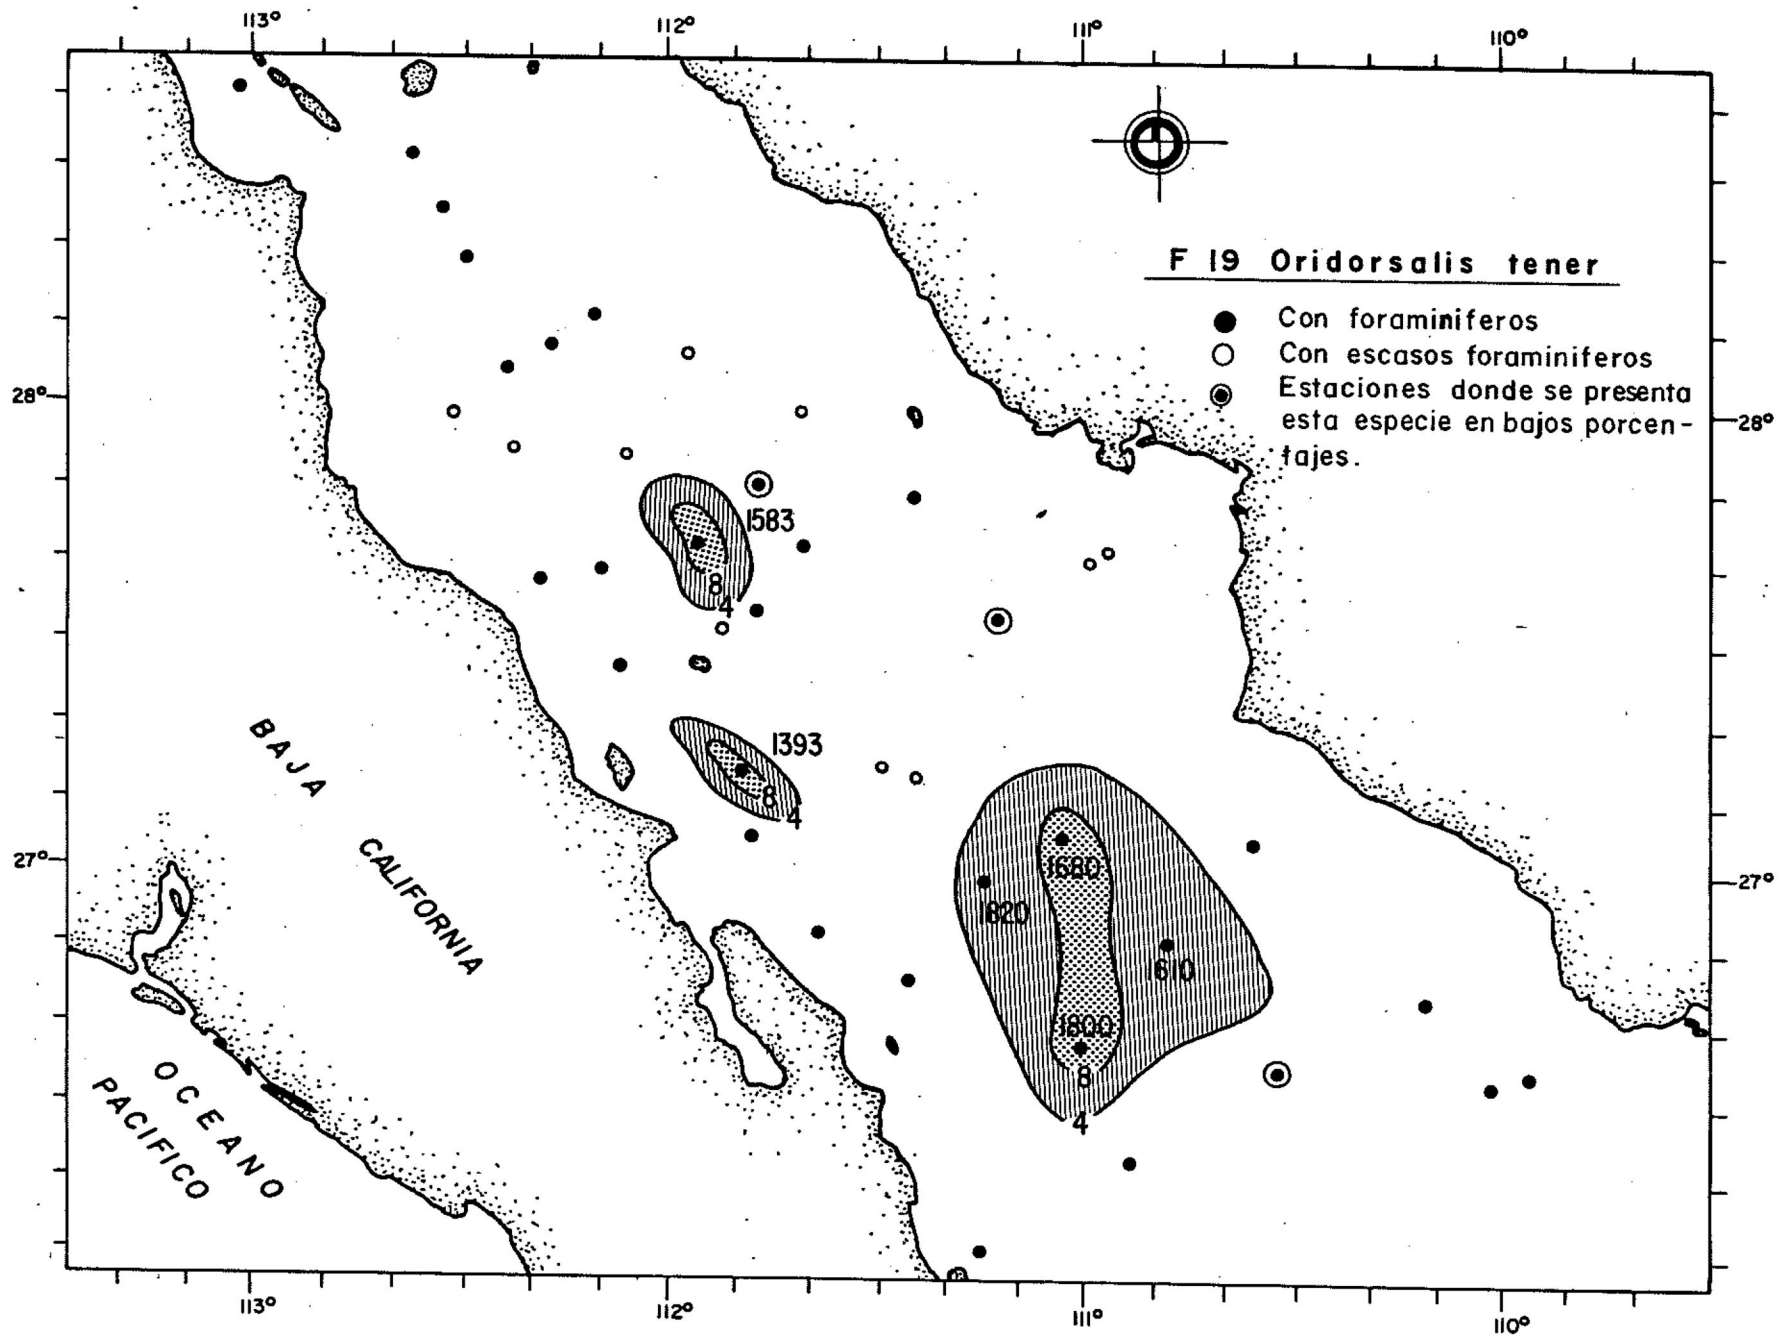 113°
112°
111°
110°
F 19 Oridorsalis tener
Con foraminiferos
Con escasos foraminiferos
Estaciones donde se presenta
esta especie en bajos porcen-
tajes.
28°
28°
1583
8
4
1393
8
4
BAJA
CALIFORNIA
27°
27°
1680
1820
1610
1800
8
4
OCEANO
PACIFICO
113°
112°
111°
110°